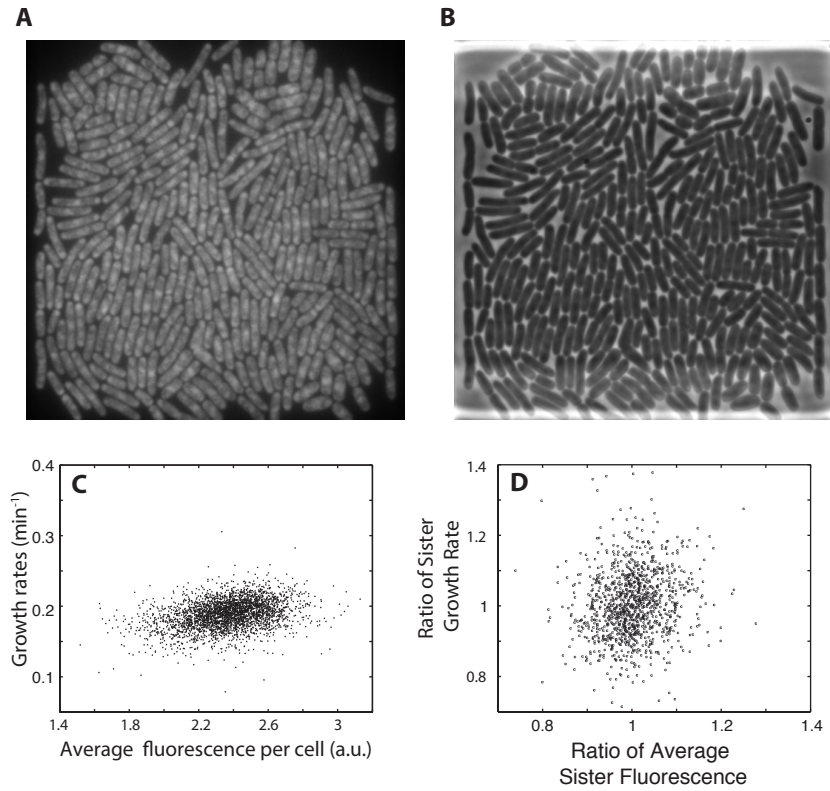 A
B
C
0.4
0.3
0.2
0.1
Growth rates (min⁻¹)
1.4 1.8 2.2 2.6 3
Average fluorescence per cell (a.u.)
D
1.4
1.2
1
0.8
Ratio of Sister
Growth Rate
0.8 1 1.2 1.4
Ratio of Average
Sister Fluorescence